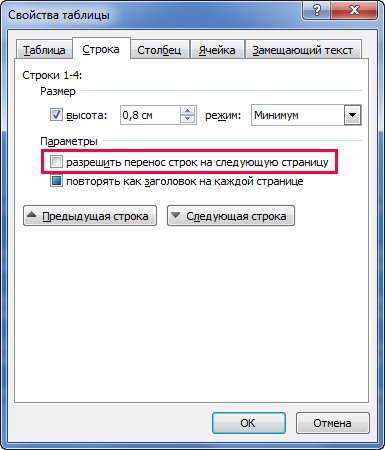 Свойства таблицы
Таблица Строка Столбец Ячейка Замещающий текст
Строки 1-4:
Размер
высота: 0,8 см режим: Минимум
Параметры
разрешить перенос строк на следующую страницу
повторять как заголовок на каждой странице
Предыдущая строка Следующая строка
ОК Отмена